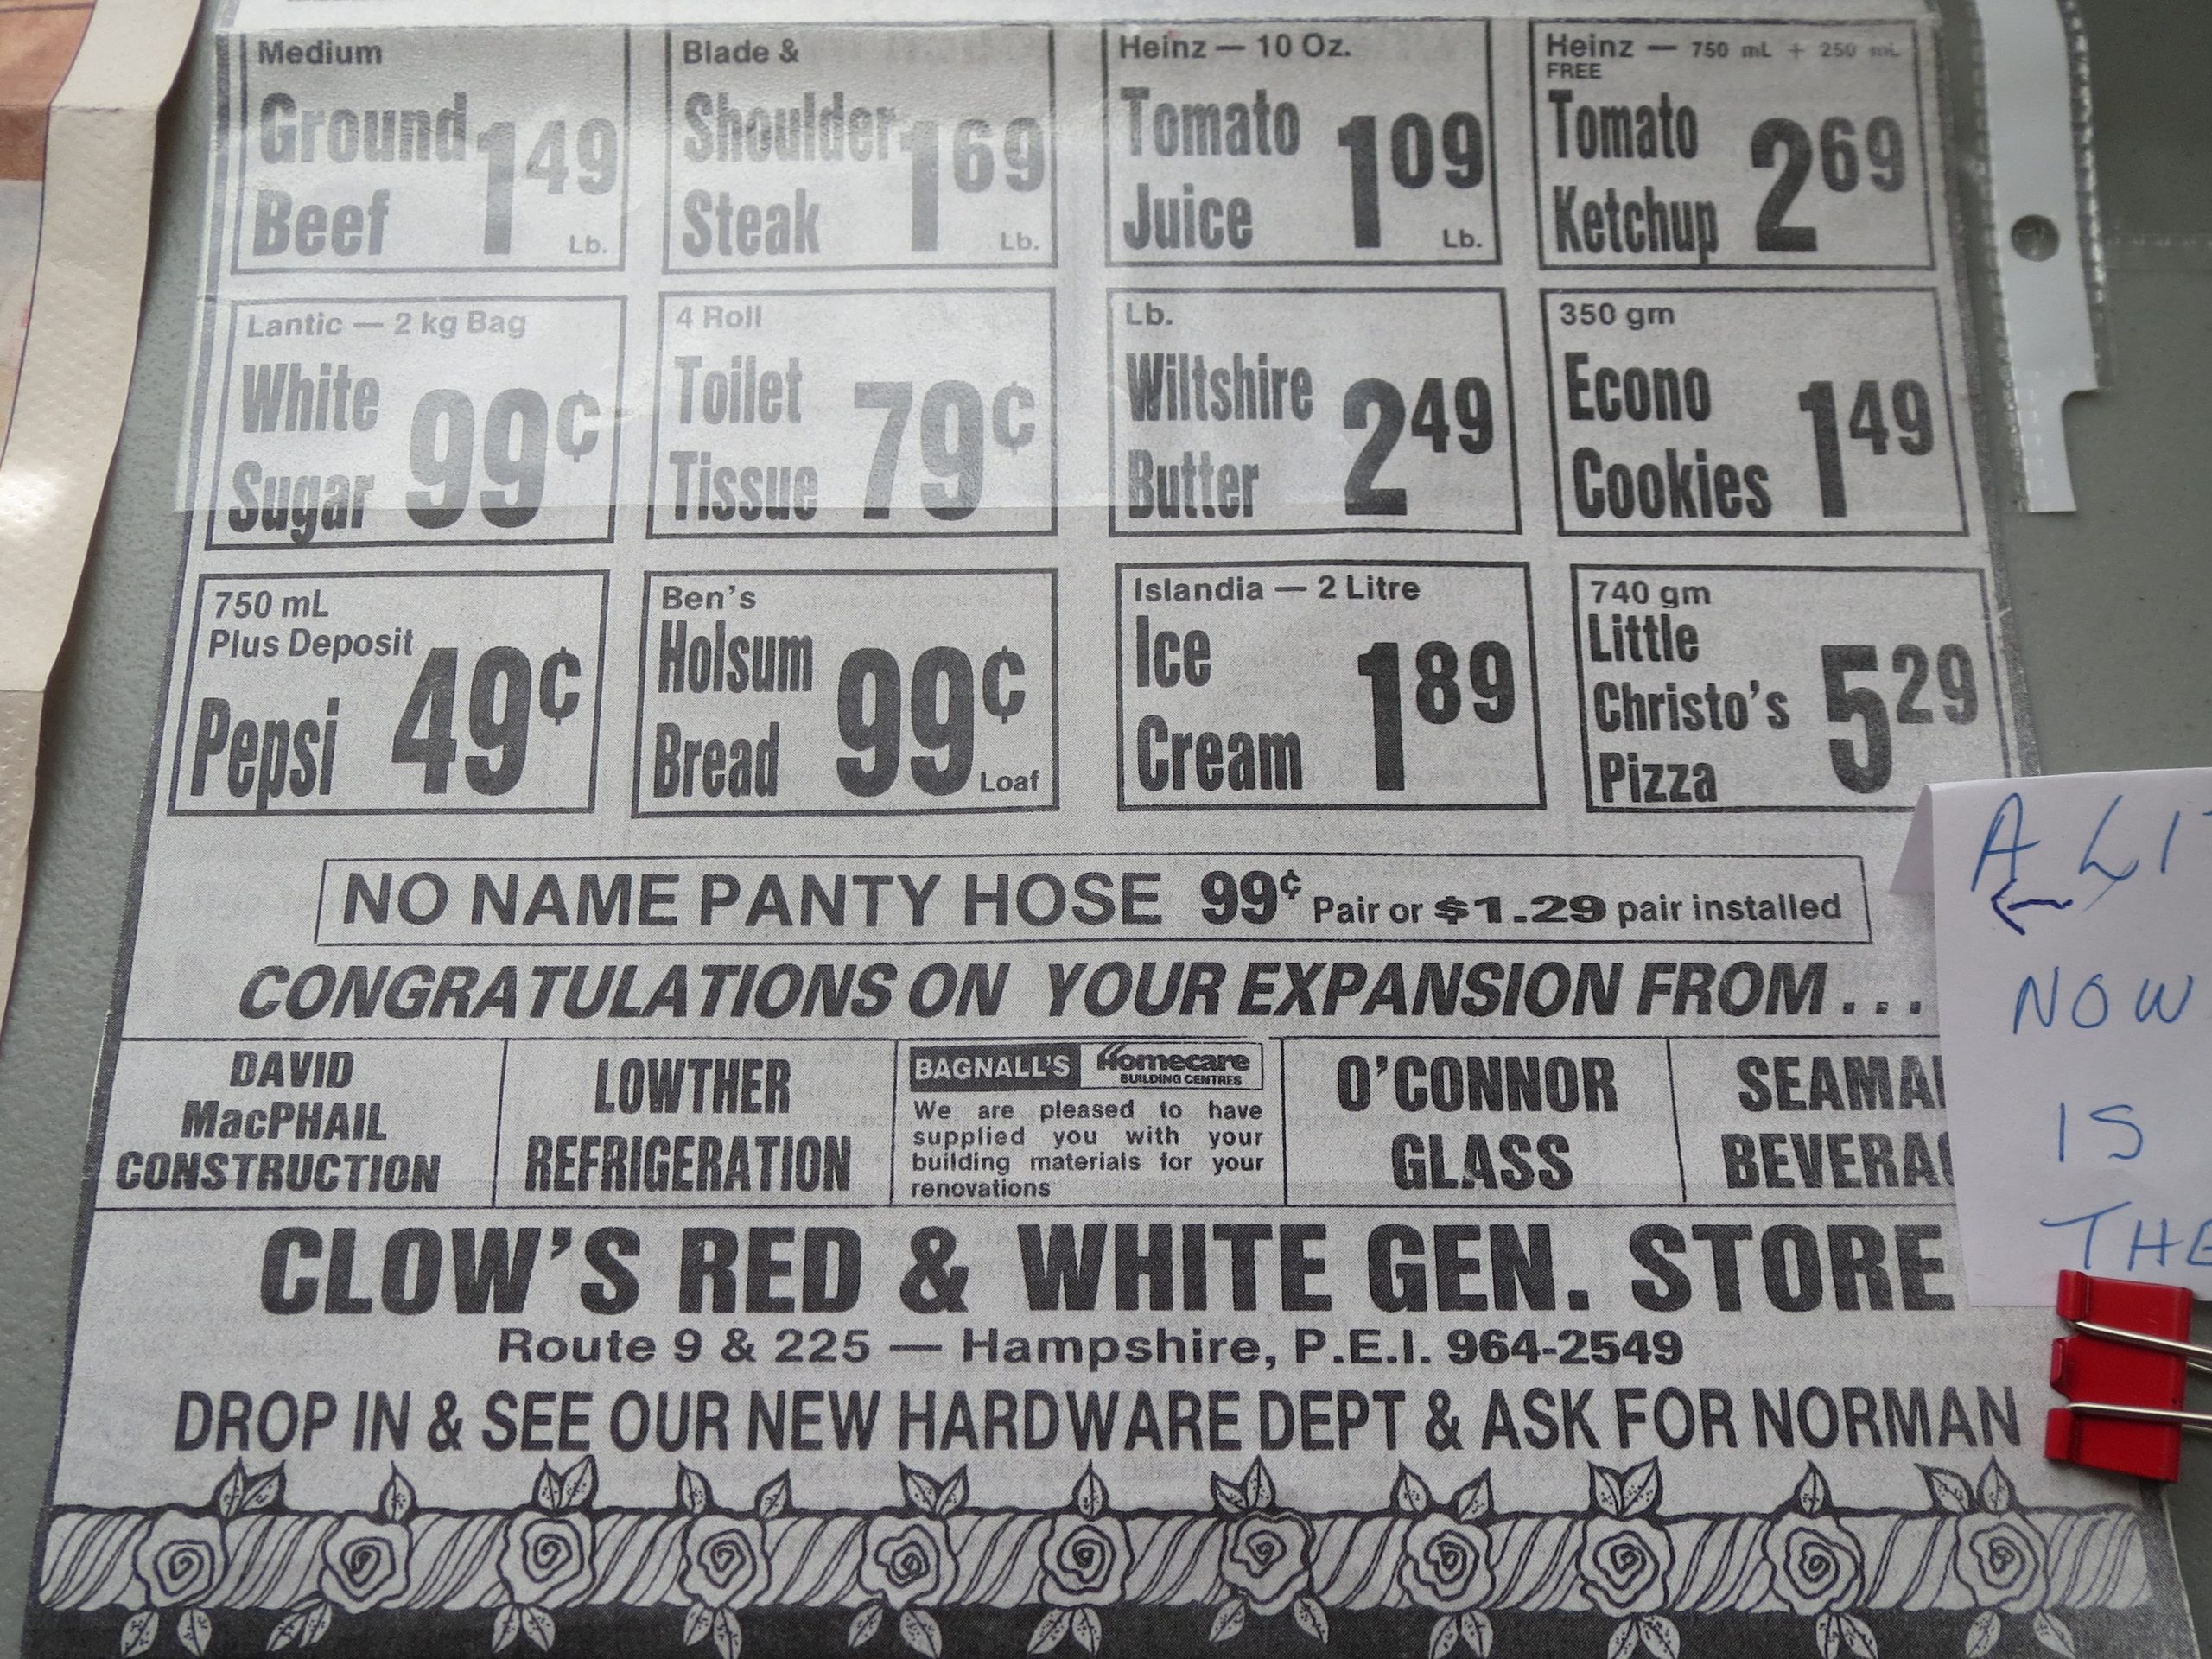 Medium
Ground
Beef
1 49
Lb.
Blade &
Shoulder
Steak
1 69
Lb.
Heinz — 10 Oz.
Tomato
Juice
1 09
Lb.
Heinz — 750 mL + 250 mL
FREE
Tomato
Ketchup
2 69
Lantic — 2 kg Bag
White
Sugar
99¢
4 Roll
Toilet
Tissue
79¢
Lb.
Wiltshire
Butter
2 49
350 gm
Econo
Cookies
1 49
750 mL
Plus Deposit
Pepsi
49¢
Ben's
Holsum
Bread
99¢
Loaf
Islandia — 2 Litre
Ice
Cream
1 89
740 gm
Little
Christo's
Pizza
5 29
NO NAME PANTY HOSE 99¢ Pair or $1.29 pair installed
CONGRATULATIONS ON YOUR EXPANSION FROM . . .
DAVID
MacPHAIL
CONSTRUCTION
LOWTHER
REFRIGERATION
BAGNALL'S Homecare
BUILDING CENTRES
We are pleased to have
supplied you with your
building materials for your
renovations
O'CONNOR
GLASS
CLOW'S RED & WHITE GEN. STORE
Route 9 & 225 — Hampshire, P.E.I. 964-2549
DROP IN & SEE OUR NEW HARDWARE DEPT & ASK FOR NORMAN
A
NOW
IS
THE